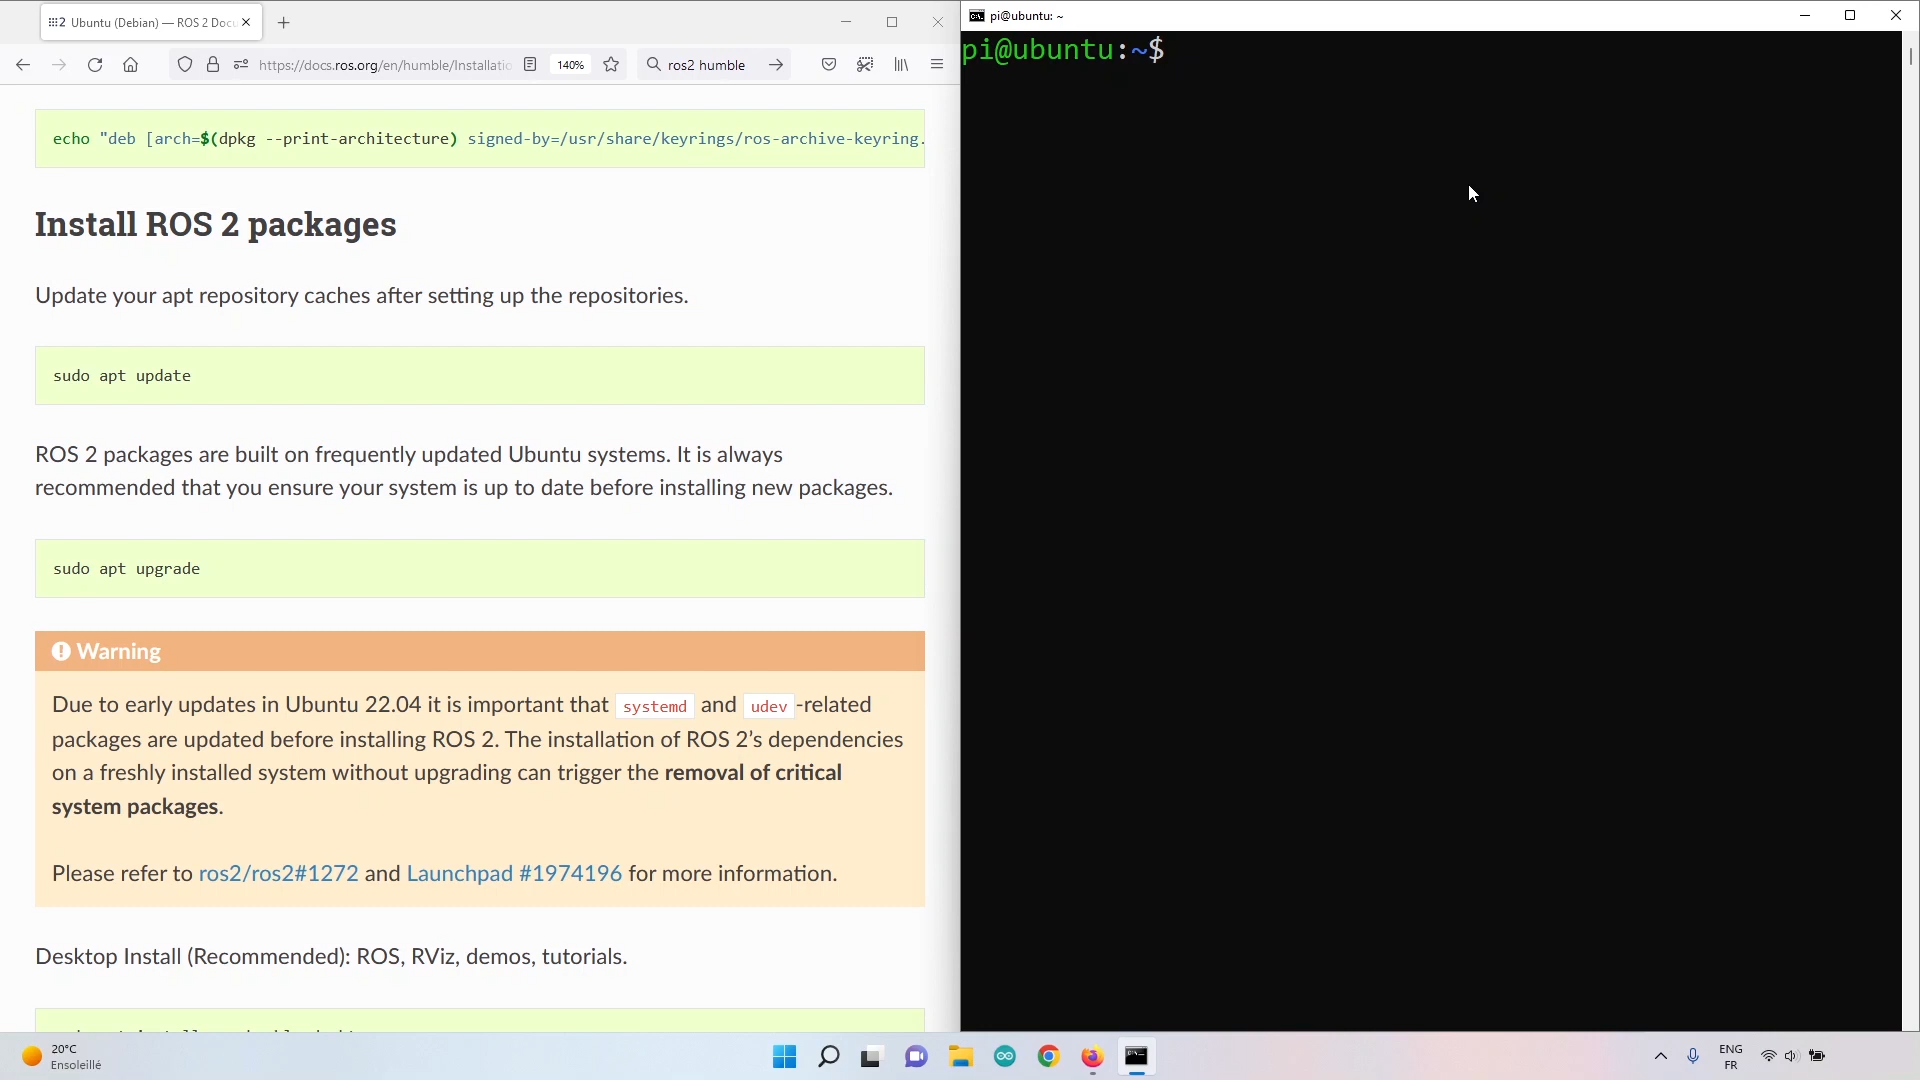 Ubuntu (Debian) — ROS 2 Docu
pi@ubuntu: ~
https://docs.ros.org/en/humble/Installatio
140%
ros2 humble
pi@ubuntu:~$
echo "deb [arch=$(dpkg --print-architecture) signed-by=/usr/share/keyrings/ros-archive-keyring.
Install ROS 2 packages
Update your apt repository caches after setting up the repositories.
sudo apt update
ROS 2 packages are built on frequently updated Ubuntu systems. It is always
recommended that you ensure your system is up to date before installing new packages.
sudo apt upgrade
Warning
Due to early updates in Ubuntu 22.04 it is important that systemd and udev-related
packages are updated before installing ROS 2. The installation of ROS 2’s dependencies
on a freshly installed system without upgrading can trigger the removal of critical
system packages.
Please refer to ros2/ros2#1272 and Launchpad #1974196 for more information.
Desktop Install (Recommended): ROS, RViz, demos, tutorials.
20°C
Ensoleillé
ENG
FR